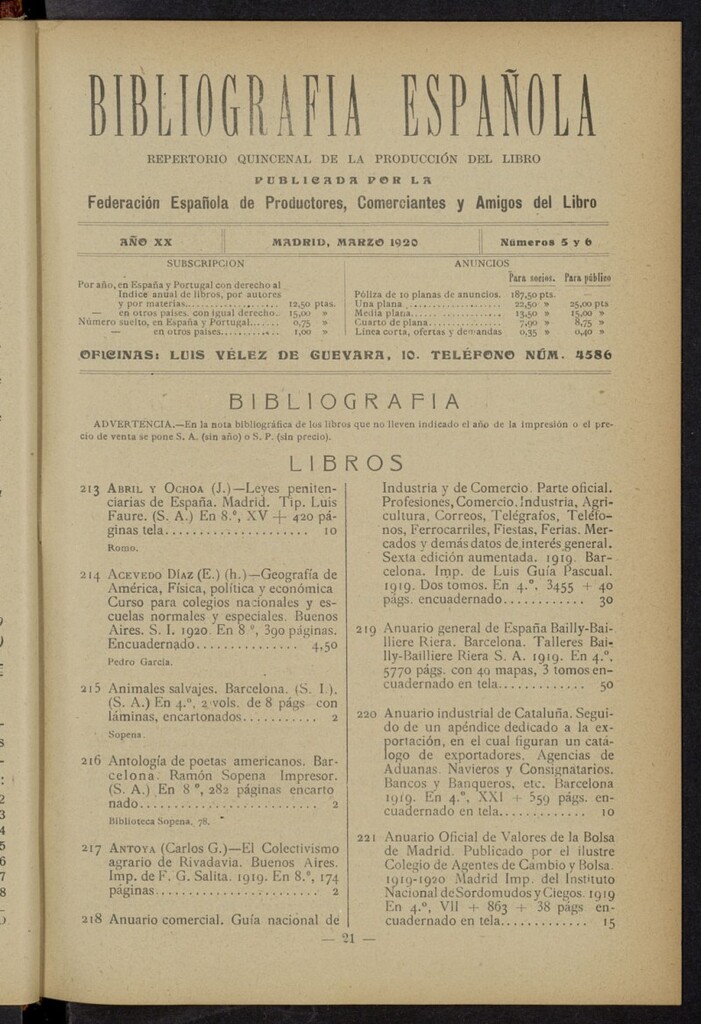 BIBLIOGRAFIA ESPAÑOLA
REPERTORIO QUINCENAL DE LA PRODUCCIÓN DEL LIBRO
PUBLICADA POR LA
Federación Española de Productores, Comerciantes y Amigos del Libro
AÑO XX
MADRID, MARZO 1920
Números 5 y 6
SUBSCRIPCION
Por año, en España y Portugal con derecho al
Indice anual de libros, por autores
y por materias.................... 12,50 ptas.
— en otros países. con igual derecho. 15,00 »
Número suelto, en España y Portugal...... 0,75 »
— en otros países........... 1,00 »
ANUNCIOS
Para socios. Para público
Póliza de 10 planas de anuncios. 187,50 pts. —
Una plana.................... 22,50 » 25,00 pts
Media plana.................. 13,50 » 15,00 »
Cuarto de plana............... 7,90 » 8,75 »
Línea corta, ofertas y demandas 0,35 » 0,40 »
OFICINAS: LUIS VÉLEZ DE GUEVARA, 10. TELÉFONO NÚM. 4586
BIBLIOGRAFIA
ADVERTENCIA.—En la nota bibliográfica de los libros que no lleven indicado el año de la impresión o el pre-
cio de venta se pone S. A. (sin año) o S. P. (sin precio).
LIBROS
213 ABRIL Y OCHOA (J.)—Leyes peniten-
ciarias de España. Madrid. Tip. Luis
Faure. (S. A.) En 8.º, XV + 420 pá-
ginas tela.................... 10
Romo.
214 ACEVEDO DÍAZ (E.) (h.)—Geografía de
América, Física, política y económica
Curso para colegios nacionales y es-
cuelas normales y especiales. Buenos
Aires. S. I. 1920. En 8 º, 390 páginas.
Encuadernado............... 4,50
Pedro García.
215 Animales salvajes. Barcelona. (S. I.).
(S. A.) En 4.º, 2 vols. de 8 págs con
láminas, encartonados........... 2
Sopena
216 Antología de poetas americanos. Bar-
celona. Ramón Sopena Impresor.
(S. A.) En 8 º, 282 páginas encarto
nado....................... 2
Biblioteca Sopena, 78.
217 ANTOYA (Carlos G.)—El Colectivismo
agrario de Rivadavia. Buenos Aires.
Imp. de F. G. Salita. 1919. En 8.º, 174
páginas...................... 2
218 Anuario comercial. Guía nacional de
Industria y de Comercio. Parte oficial.
Profesiones, Comercio. Industria, Agri-
cultura, Correos, Telégrafos, Teléfo-
nos, Ferrocarriles, Fiestas, Ferias. Mer-
cados y demás datos de interés general.
Sexta edición aumentada. 1919. Bar-
celona. Imp. de Luis Guía Pascual.
1919. Dos tomos. En 4.º, 3455 + 40
págs. encuadernado............ 30
219 Anuario general de España Bailly-Bai-
lliere Riera. Barcelona. Talleres Bai-
lly-Bailliere Riera S. A. 1919. En 4.º,
5770 págs. con 49 mapas, 3 tomos en-
cuadernado en tela.............. 50
220 Anuario industrial de Cataluña. Segui-
do de un apéndice dedicado a la ex-
portación, en el cual figuran un catá-
logo de exportadores. Agencias de
Aduanas. Navieros y Consignatarios.
Bancos y Banqueros, etc. Barcelona
1919. En 4.º, XXI + 559 págs. en-
cuadernado en tela.............. 10
221 Anuario Oficial de Valores de la Bolsa
de Madrid. Publicado por el ilustre
Colegio de Agentes de Cambio y Bolsa.
1919-1920 Madrid Imp. del Instituto
Nacional de Sordomudos y Ciegos. 1919
En 4.º, VII + 863 + 38 págs en-
cuadernado en tela............. 15
— 21 —